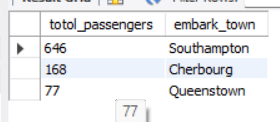 totol_passengers embark_town
646 Southampton
168 Cherbourg
77 Queenstown
77